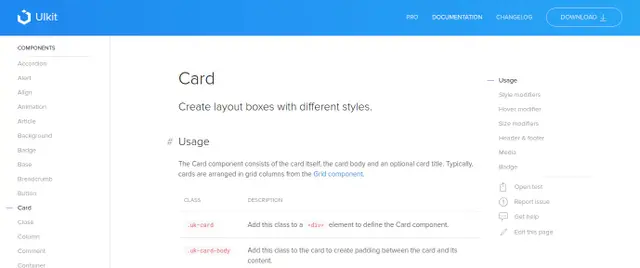 UIkit
PRO DOCUMENTATION CHANGELOG DOWNLOAD
COMPONENTS
Accordion
Alert
Align
Animation
Article
Background
Badge
Base
Breadcrumb
Button
Card
Close
Column
Comment
Container
Card
Create layout boxes with different styles.
# Usage
The Card component consists of the card itself, the card body and an optional card title. Typically,
cards are arranged in grid columns from the Grid component.
CLASS DESCRIPTION
.uk-card Add this class to a <div> element to define the Card component.
.uk-card-body Add this class to the card to create padding between the card and its
content.
Usage
Style modifiers
Hover modifier
Size modifiers
Header & footer
Media
Badge
Open test
Report issue
Get help
Edit this page